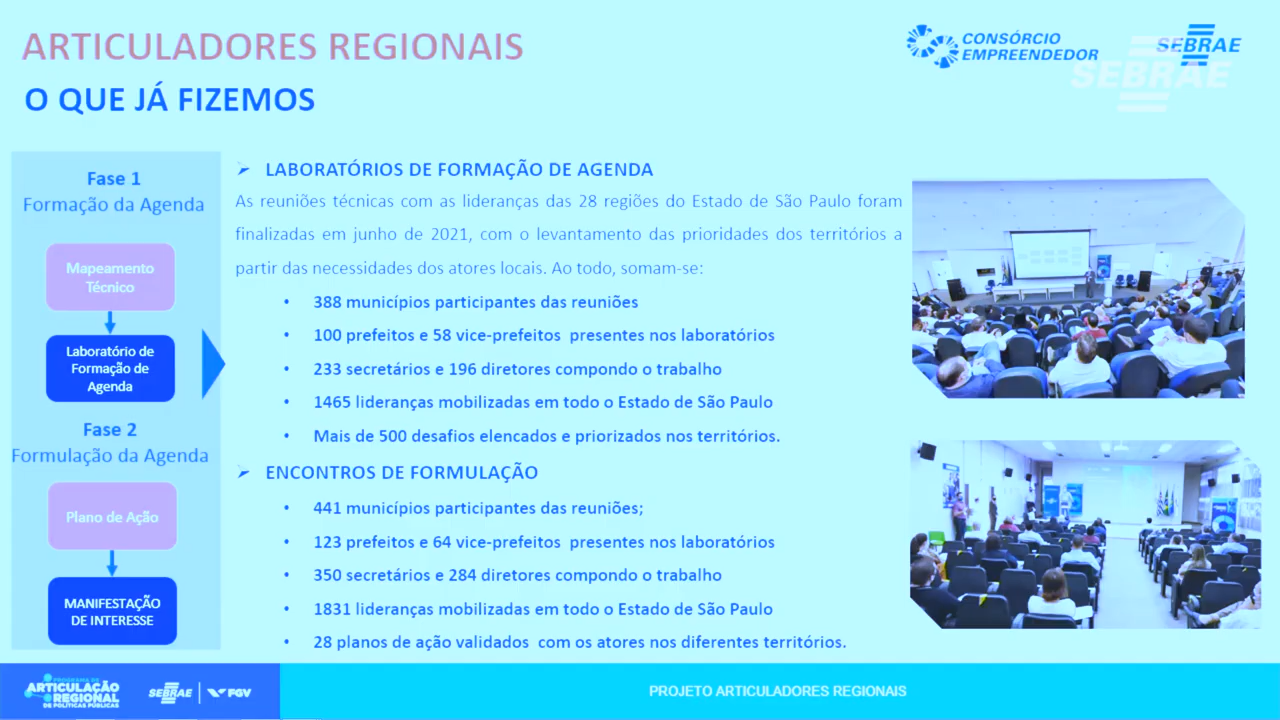 ARTICULADORES REGIONAIS
O QUE JÁ FIZEMOS
CONSÓRCIO
EMPREENDEDOR
SEBRAE
SEBRAE
Fase 1
Formação da Agenda
Mapeamento
Técnico
Laboratório de
Formação de
Agenda
Fase 2
Formulação da Agenda
Plano de Ação
MANIFESTAÇÃO
DE INTERESSE
➢ LABORATÓRIOS DE FORMAÇÃO DE AGENDA
As reuniões técnicas com as lideranças das 28 regiões do Estado de São Paulo foram
finalizadas em junho de 2021, com o levantamento das prioridades dos territórios a
partir das necessidades dos atores locais. Ao todo, somam-se:
• 388 municípios participantes das reuniões
• 100 prefeitos e 58 vice-prefeitos presentes nos laboratórios
• 233 secretários e 196 diretores compondo o trabalho
• 1465 lideranças mobilizadas em todo o Estado de São Paulo
• Mais de 500 desafios elencados e priorizados nos territórios.
➢ ENCONTROS DE FORMULAÇÃO
• 441 municípios participantes das reuniões;
• 123 prefeitos e 64 vice-prefeitos presentes nos laboratórios
• 350 secretários e 284 diretores compondo o trabalho
• 1831 lideranças mobilizadas em todo o Estado de São Paulo
• 28 planos de ação validados com os atores nos diferentes territórios.
PROGRAMA DE
ARTICULAÇÃO
REGIONAL
DE POLÍTICAS PÚBLICAS
SEBRAE
FGV
PROJETO ARTICULADORES REGIONAIS